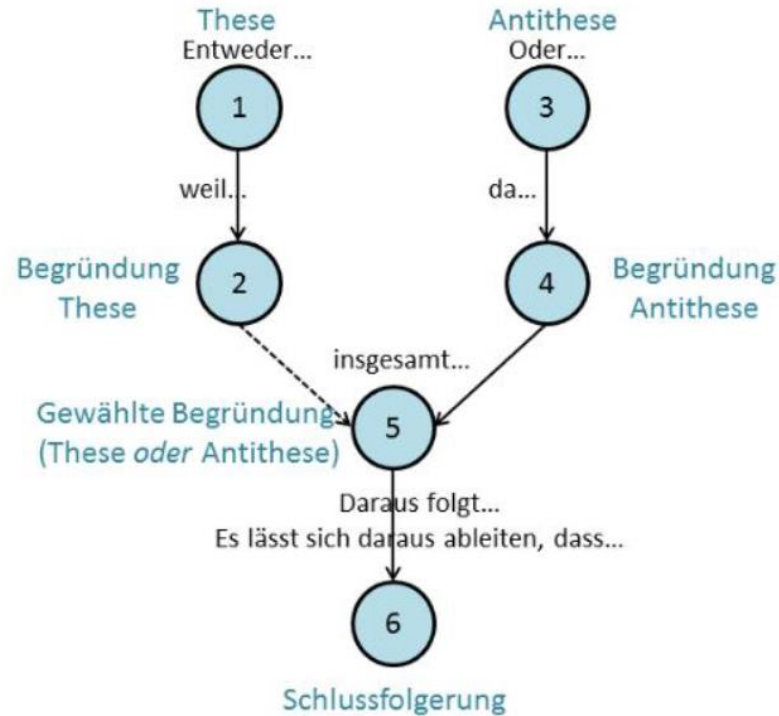 These
Entweder...
1
weil...
Begründung
These
2
Antithese
Oder...
3
da...
4
Begründung
Antithese
insgesamt...
Gewählte Begründung
(These oder Antithese)
5
Daraus folgt...
Es lässt sich daraus ableiten, dass...
6
Schlussfolgerung